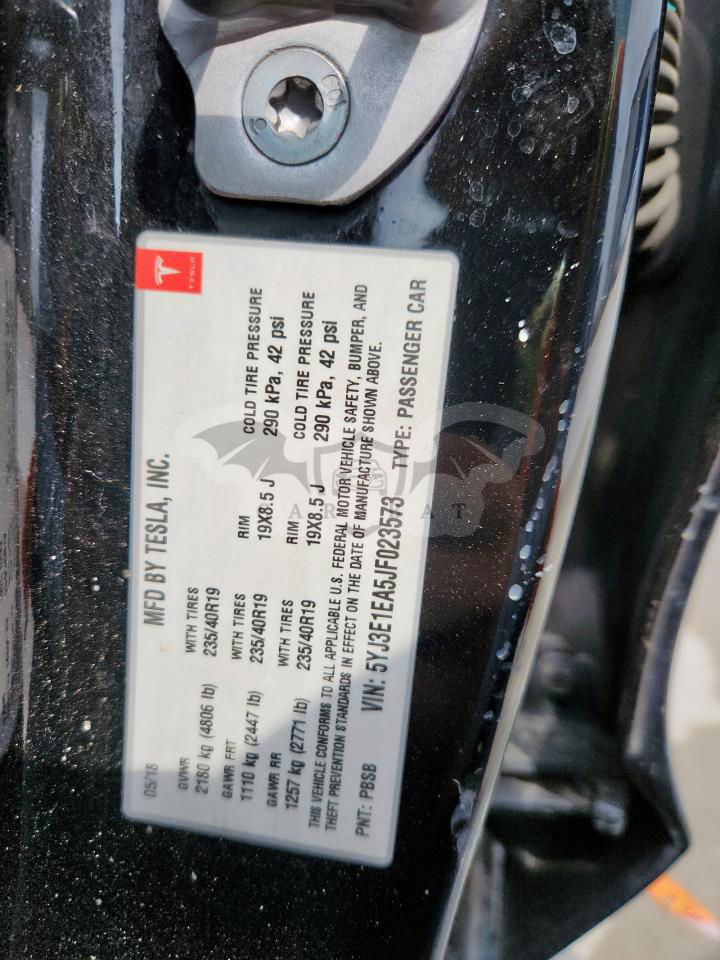 TESLA
MFD BY TESLA, INC.
05/18
GVWR
2180 kg (4806 lb)
WITH TIRES
235/40R19
RIM
19X8.5 J
COLD TIRE PRESSURE
290 kPa, 42 psi
GAWR FRT
1110 kg (2447 lb)
WITH TIRES
235/40R19
RIM
19X8.5 J
COLD TIRE PRESSURE
290 kPa, 42 psi
GAWR RR
1257 kg (2771 lb)
WITH TIRES
235/40R19
THIS VEHICLE CONFORMS TO ALL APPLICABLE U.S. FEDERAL MOTOR VEHICLE SAFETY, BUMPER, AND
THEFT PREVENTION STANDARDS IN EFFECT ON THE DATE OF MANUFACTURE SHOWN ABOVE.
PNT: PBSB VIN: 5YJ3E1EA5JF023573 TYPE: PASSENGER CAR